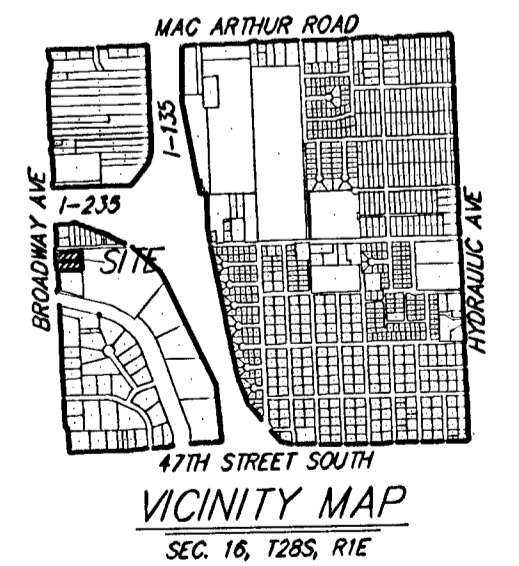 MAC ARTHUR ROAD
I-135
BROADWAY AVE
I-235
SITE
HYDRAULIC AVE
47TH STREET SOUTH
VICINITY MAP
SEC. 16, T28S, R1E